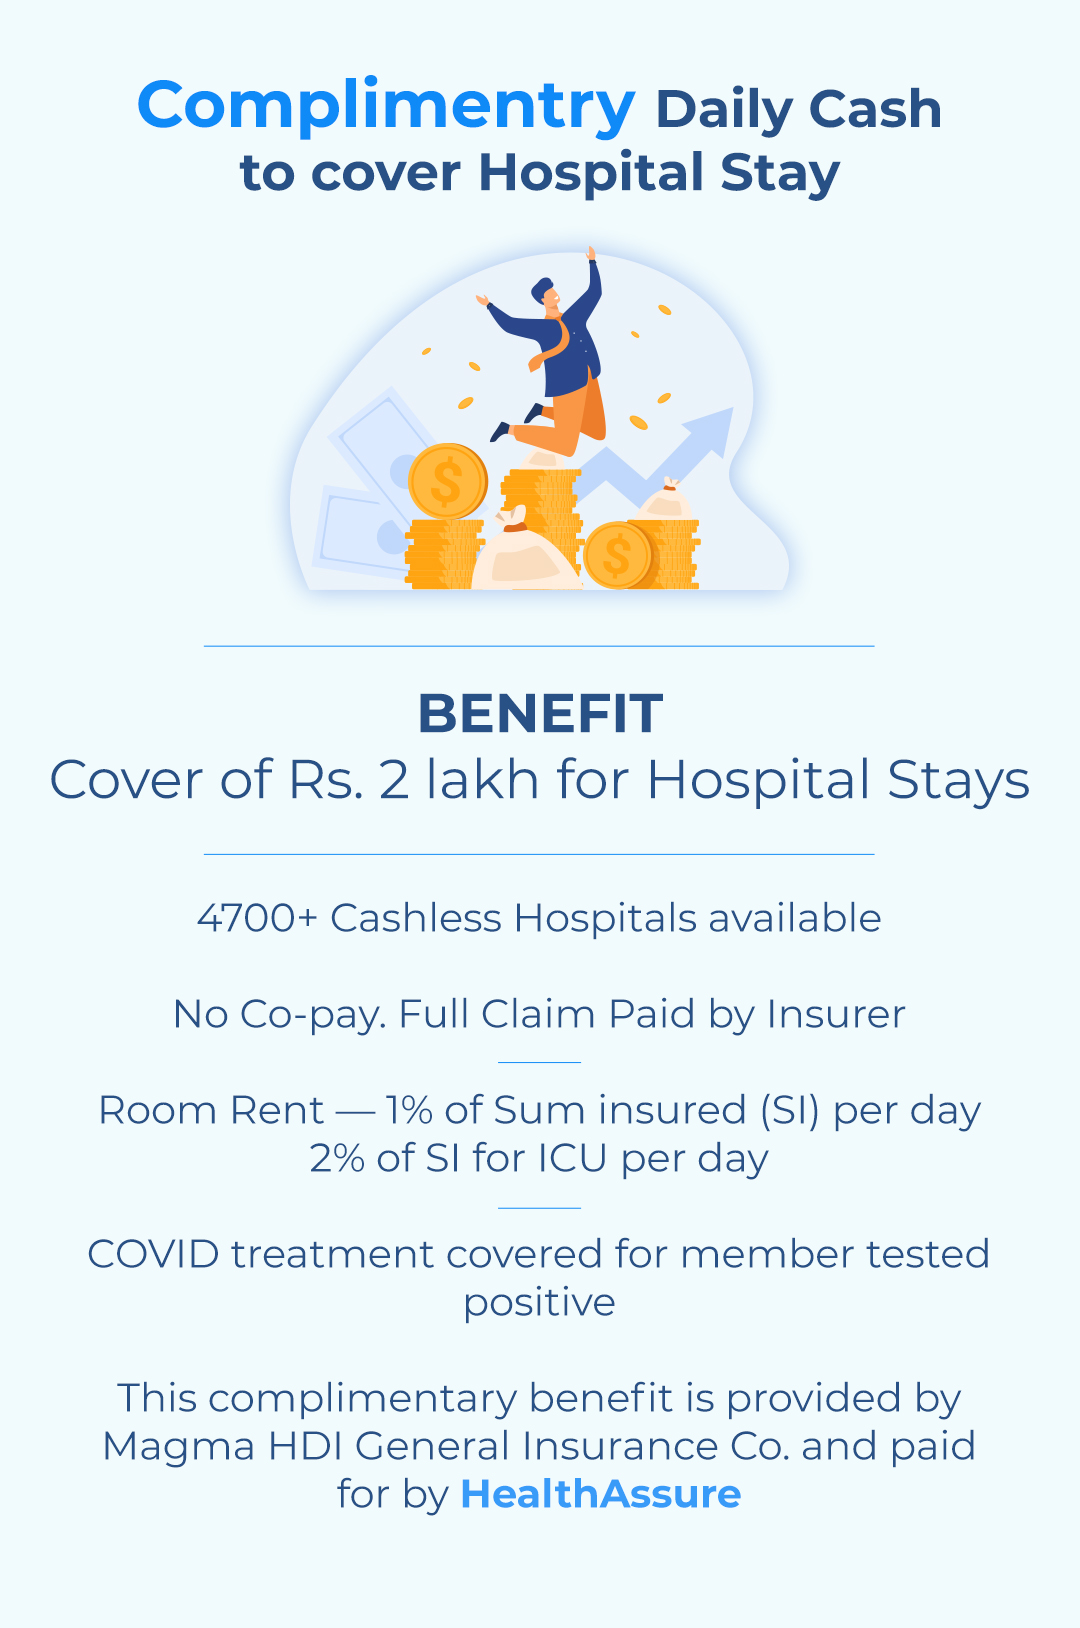 Complimentry Daily Cash
to cover Hospital Stay
$
$
BENEFIT
Cover of Rs. 2 lakh for Hospital Stays
4700+ Cashless Hospitals available
No Co-pay. Full Claim Paid by Insurer
Room Rent — 1% of Sum insured (SI) per day
2% of SI for ICU per day
COVID treatment covered for member tested
positive
This complimentary benefit is provided by
Magma HDI General Insurance Co. and paid
for by HealthAssure